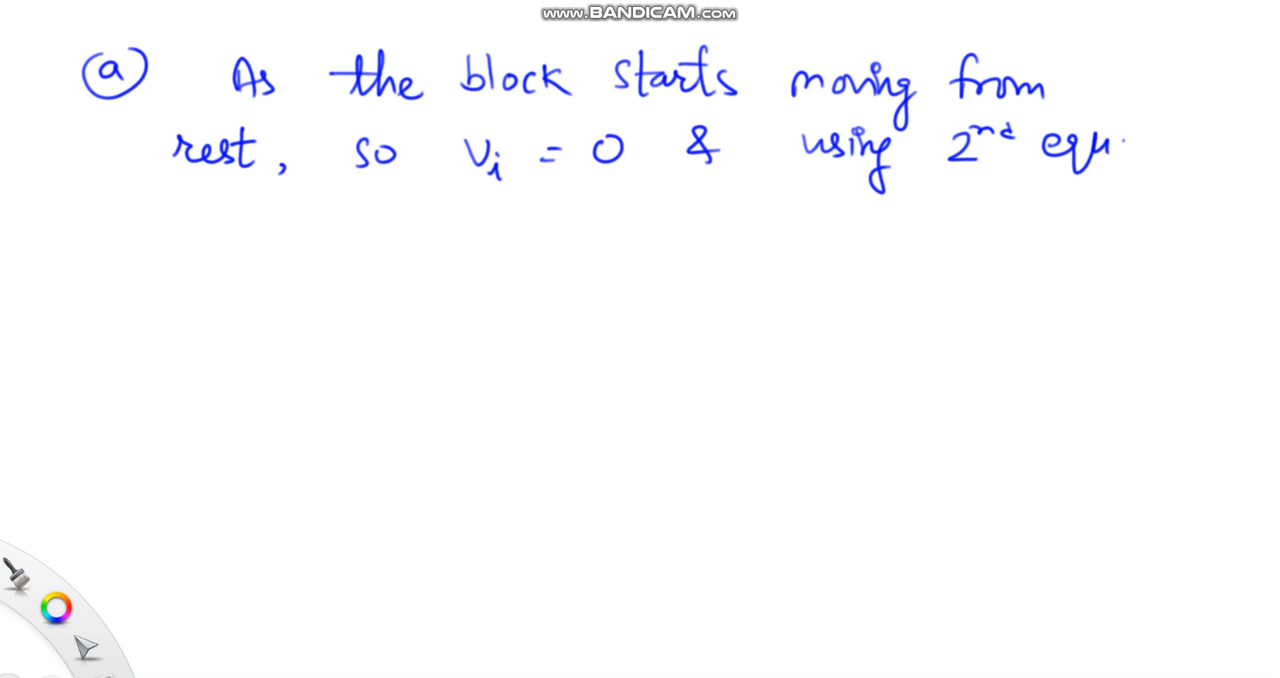 www.BANDICAM.com
(a) As the block starts moving from
rest, so vi = 0 & using 2nd equ.